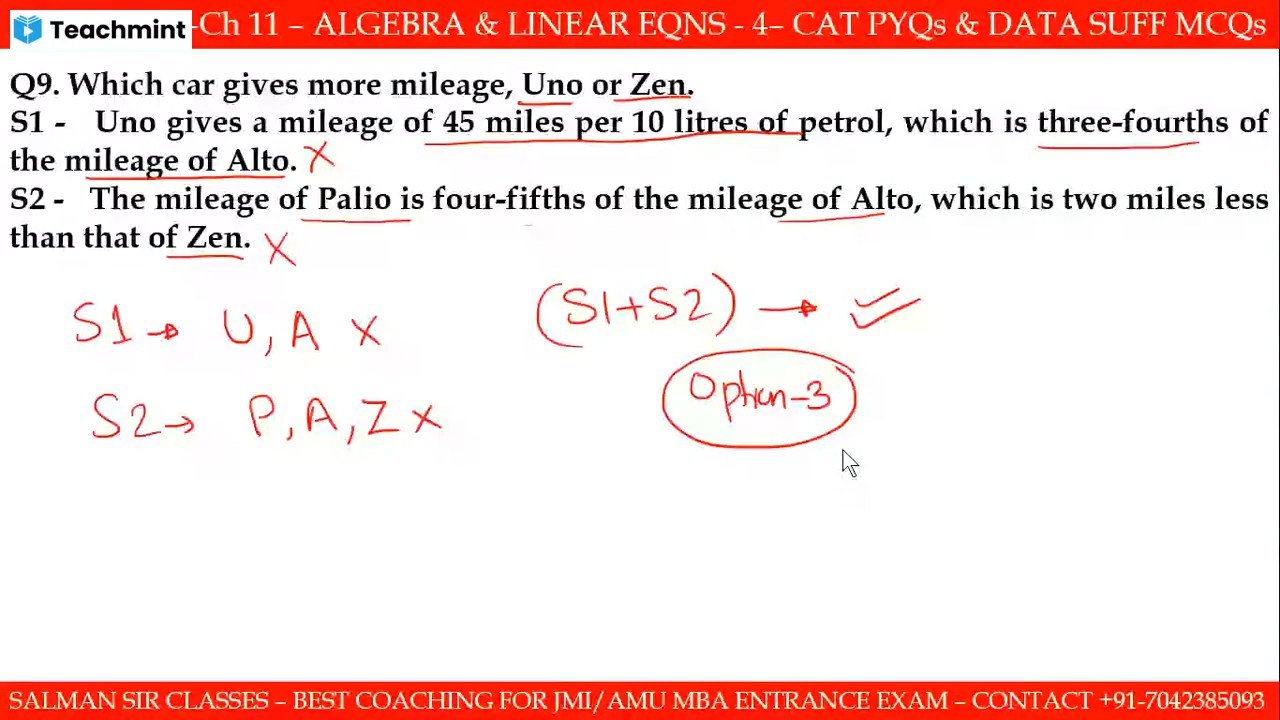 Teachmint -Ch 11 – ALGEBRA & LINEAR EQNS - 4– CAT PYQs & DATA SUFF MCQs
Q9. Which car gives more mileage, Uno or Zen.
S1 - Uno gives a mileage of 45 miles per 10 litres of petrol, which is three-fourths of
the mileage of Alto. X
S2 - The mileage of Palio is four-fifths of the mileage of Alto, which is two miles less
than that of Zen. X
S1 → U, A X
(S1+S2) → ✓
Option-3
S2 → P, A, Z X
SALMAN SIR CLASSES – BEST COACHING FOR JMI/AMU MBA ENTRANCE EXAM – CONTACT +91-7042385093